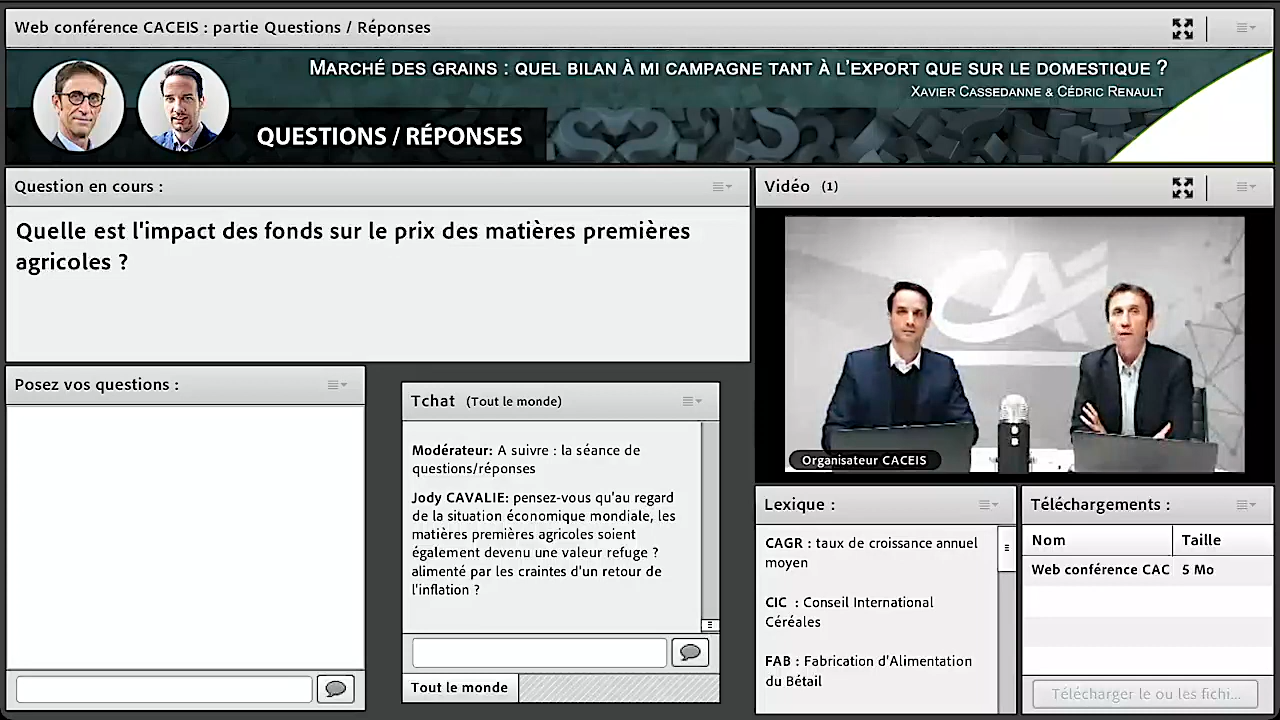 Web conférence CACEIS : partie Questions / Réponses
MARCHÉ DES GRAINS : QUEL BILAN À MI CAMPAGNE TANT À L'EXPORT QUE SUR LE DOMESTIQUE ?
XAVIER CASSEDANNE & CÉDRIC RENAULT
QUESTIONS / RÉPONSES
Question en cours :
Quelle est l'impact des fonds sur le prix des matières premières
agricoles ?
Vidéo (1)
CA
Organisateur CACEIS
Posez vos questions :
Tchat (Tout le monde)
Modérateur: A suivre : la séance de
questions/réponses
Jody CAVALIE: pensez-vous qu'au regard
de la situation économique mondiale, les
matières premières agricoles soient
également devenu une valeur refuge ?
alimenté par les craintes d'un retour de
l'inflation ?
Tout le monde
Lexique :
CAGR : taux de croissance annuel
moyen
CIC : Conseil International
Céréales
FAB : Fabrication d'Alimentation
du Bétail
Téléchargements :
Nom Taille
Web conférence CAC 5 Mo
Télécharger le ou les fichi...